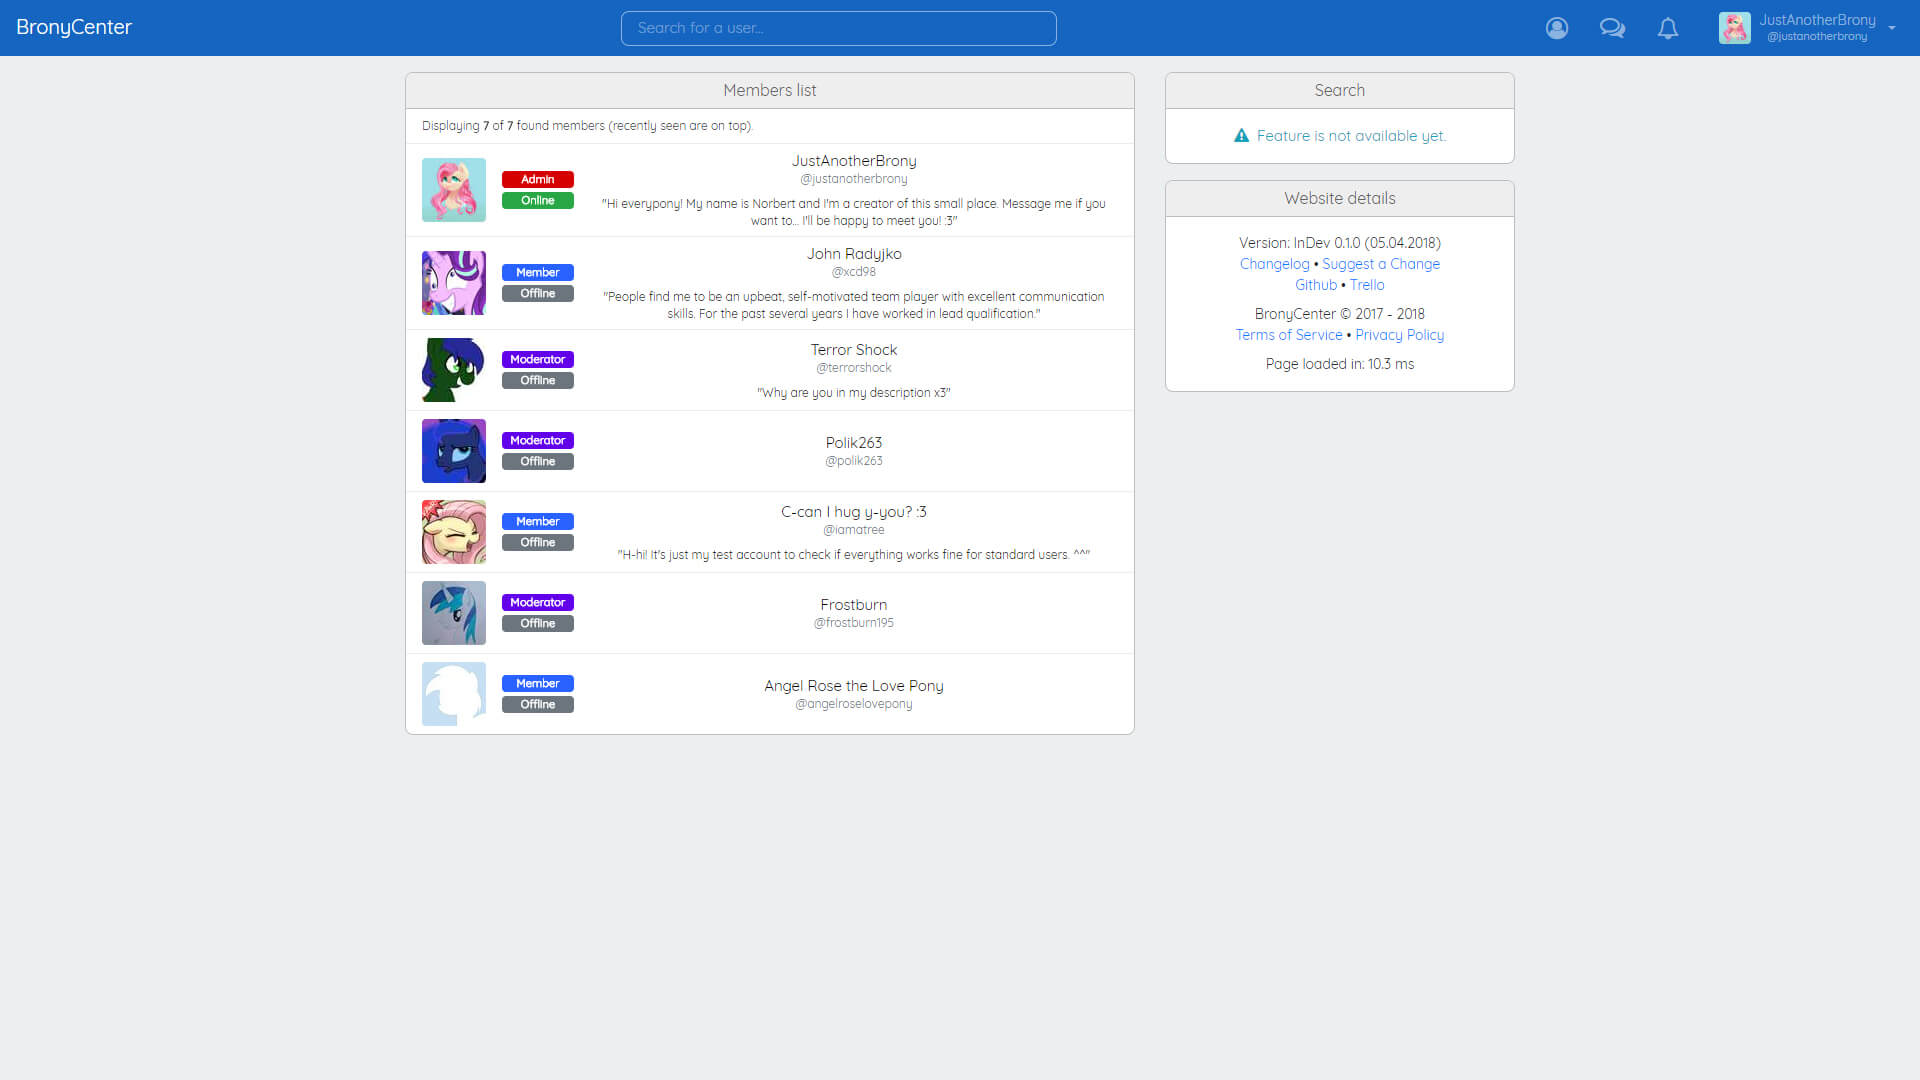 BronyCenter
Search for a user...
JustAnotherBrony
@justanotherbrony
Members list
Displaying 7 of 7 found members (recently seen are on top).
Admin
Online
JustAnotherBrony
@justanotherbrony
"Hi everypony! My name is Norbert and I'm a creator of this small place. Message me if you
want to... I'll be happy to meet you! :3"
Member
Offline
John Radyjko
@xcd98
"People find me to be an upbeat, self-motivated team player with excellent communication
skills. For the past several years I have worked in lead qualification."
Moderator
Offline
Terror Shock
@terrorshock
"Why are you in my description x3"
Moderator
Offline
Polik263
@polik263
Member
Offline
C-can I hug y-you? :3
@iamatree
"H-hi! It's just my test account to check if everything works fine for standard users. ^^"
Moderator
Offline
Frostburn
@frostburn195
Member
Offline
Angel Rose the Love Pony
@angelroselovepony
Search
Feature is not available yet.
Website details
Version: InDev 0.1.0 (05.04.2018)
Changelog • Suggest a Change
Github • Trello
BronyCenter © 2017 - 2018
Terms of Service • Privacy Policy
Page loaded in: 10.3 ms